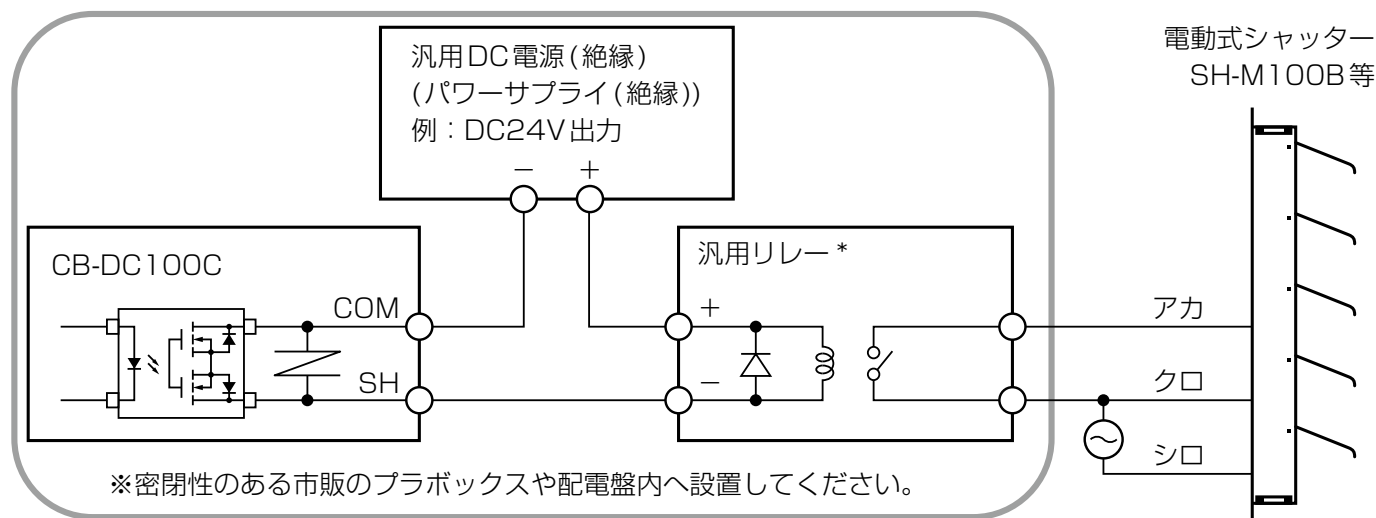 電動式シャッター
SH-M100B等
汎用DC電源(絶縁)
(パワーサプライ(絶縁))
例：DC24V出力
－ ＋
CB-DC100C
COM
SH
汎用リレー*
＋
－
アカ
クロ
シロ
※密閉性のある市販のプラボックスや配電盤内へ設置してください。